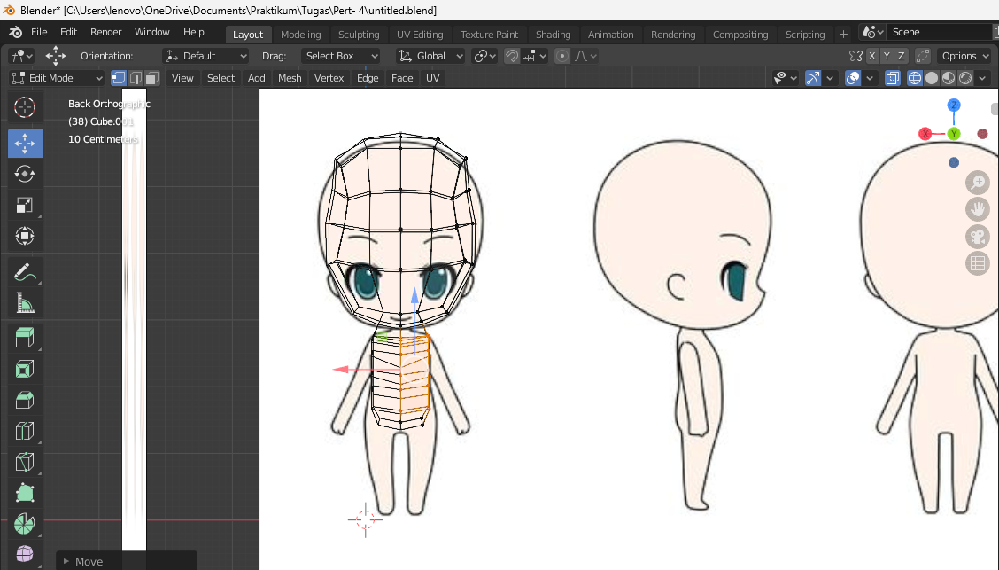 Blender* [C:\Users\lenovo\OneDrive\Documents\Praktikum\Tugas\Pert- 4\untitled.blend]
File Edit Render Window Help Layout Modeling Sculpting UV Editing Texture Paint Shading Animation Rendering Compositing Scripting + Scene
Orientation: Default Drag: Select Box Global X Y Z Options
Edit Mode View Select Add Mesh Vertex Edge Face UV
Back Orthographic
(38) Cube.001
10 Centimeters
Z
X Y
Move